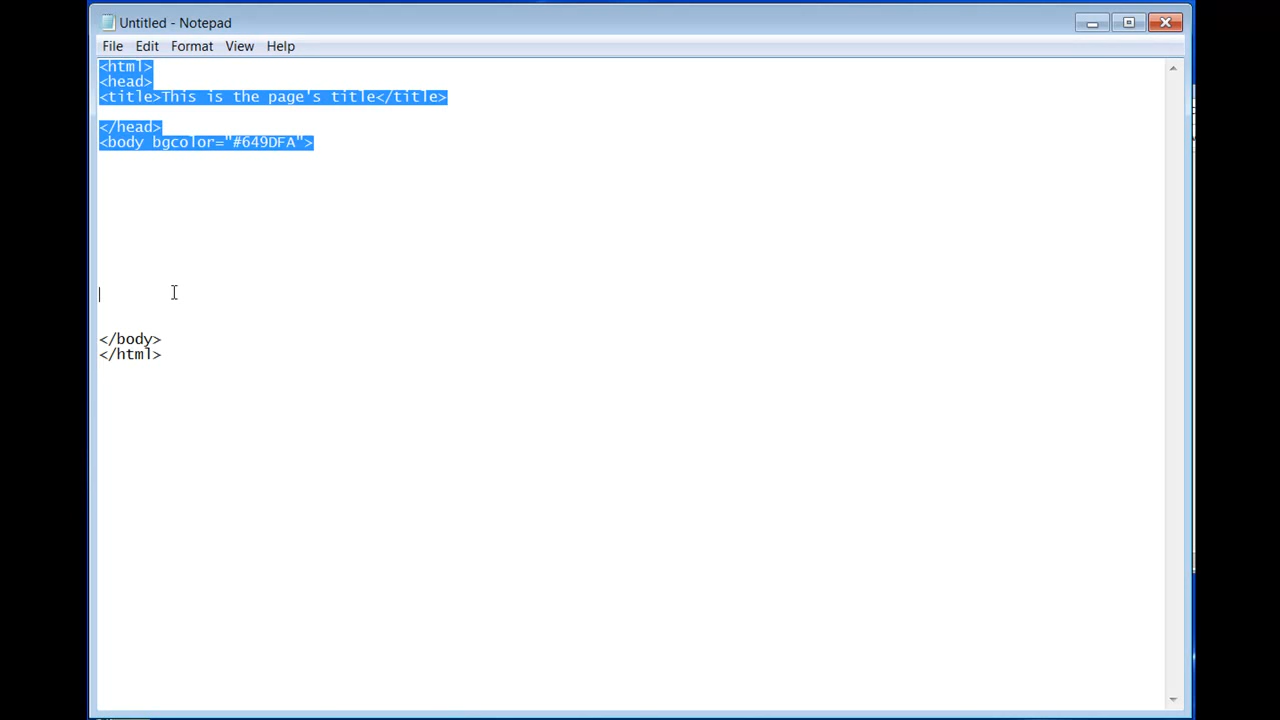 Untitled - Notepad
File Edit Format View Help
<html>
<head>
<title>This is the page's title</title>
</head>
<body bgcolor="#649DFA">
</body>
</html>